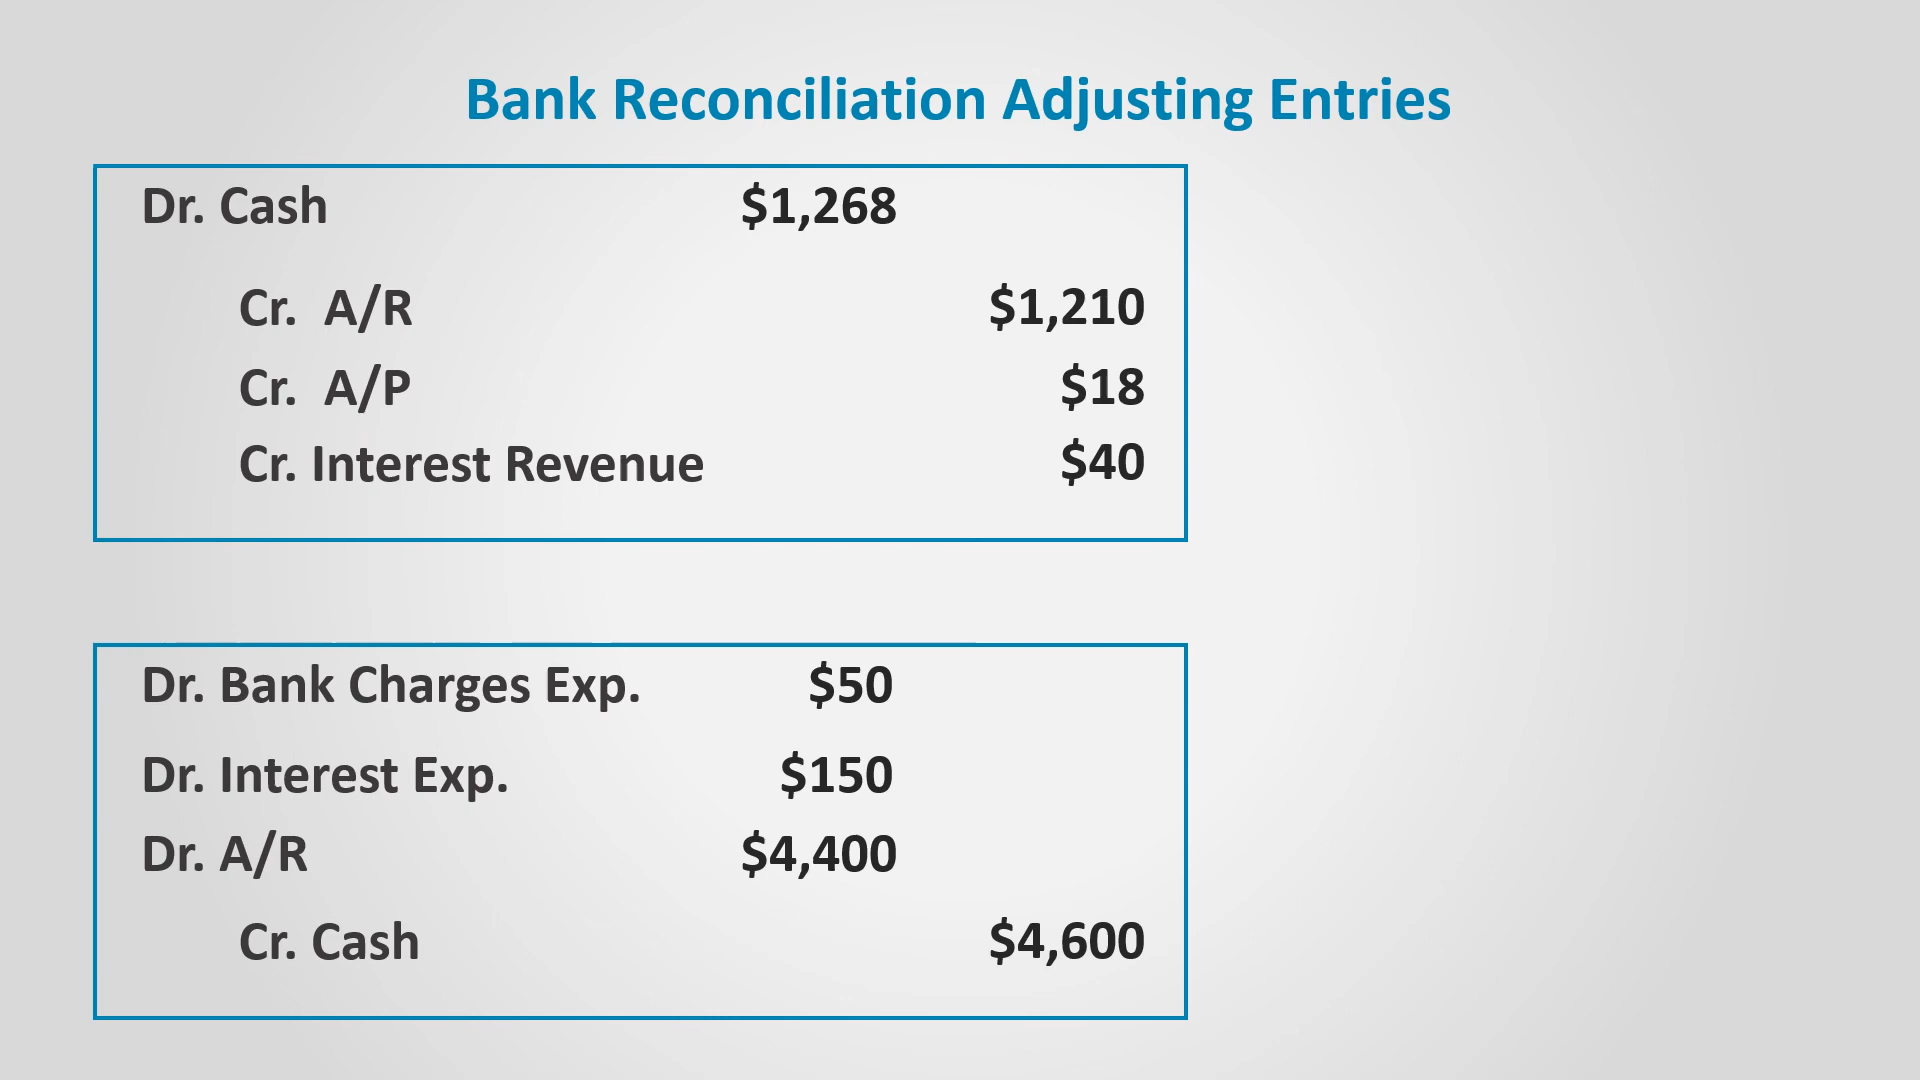 Bank Reconciliation Adjusting Entries
Dr. Cash $1,268
Cr. A/R $1,210
Cr. A/P $18
Cr. Interest Revenue $40
Dr. Bank Charges Exp. $50
Dr. Interest Exp. $150
Dr. A/R $4,400
Cr. Cash $4,600